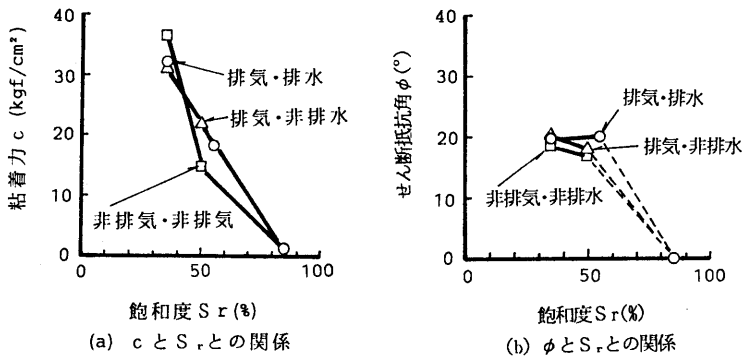 粘着力 c (kgf/cm²)
40
30
20
10
0
0
50
100
排気・排水
排気・非排水
非排気・非排気
飽和度Sr(%)
(a) cとSrとの関係
せん断抵抗角φ(°)
40
30
20
10
0
0
50
100
排気・排水
排気・非排水
非排気・非排水
飽和度Sr(%)
(b) φとSrとの関係